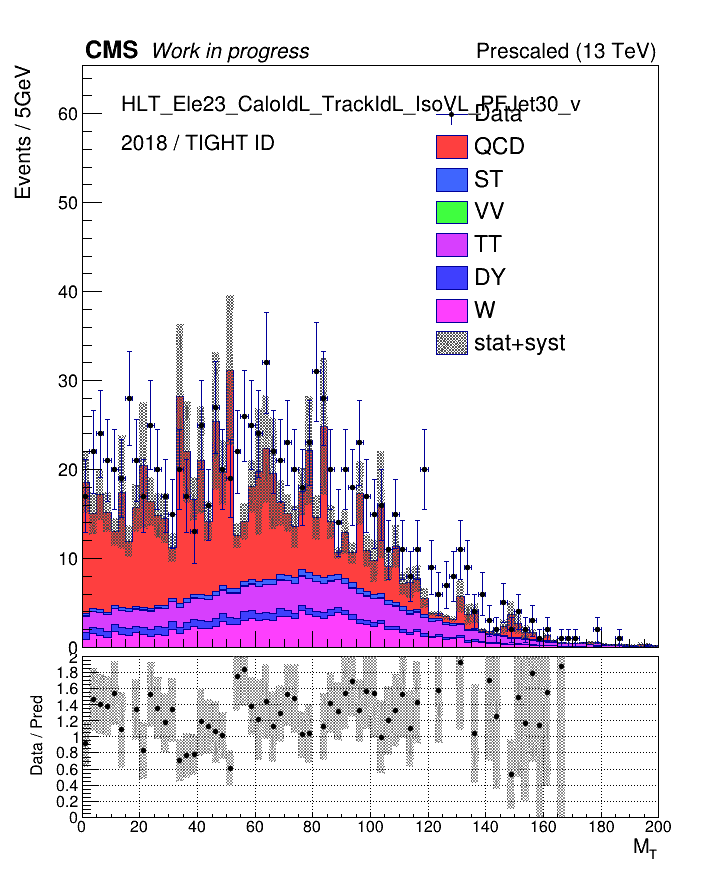 CMS Work in progress Prescaled (13 TeV)
Events / 5GeV
HLT_Ele23_CaloIdL_TrackIdL_IsoVL_PFJet30_v
2018 / TIGHT ID
Data
QCD
ST
VV
TT
DY
W
stat+syst
60
50
40
30
20
10
0
Data / Pred
2
1.8
1.6
1.4
1.2
1
0.8
0.6
0.4
0.2
0
0 20 40 60 80 100 120 140 160 180 200
M_T